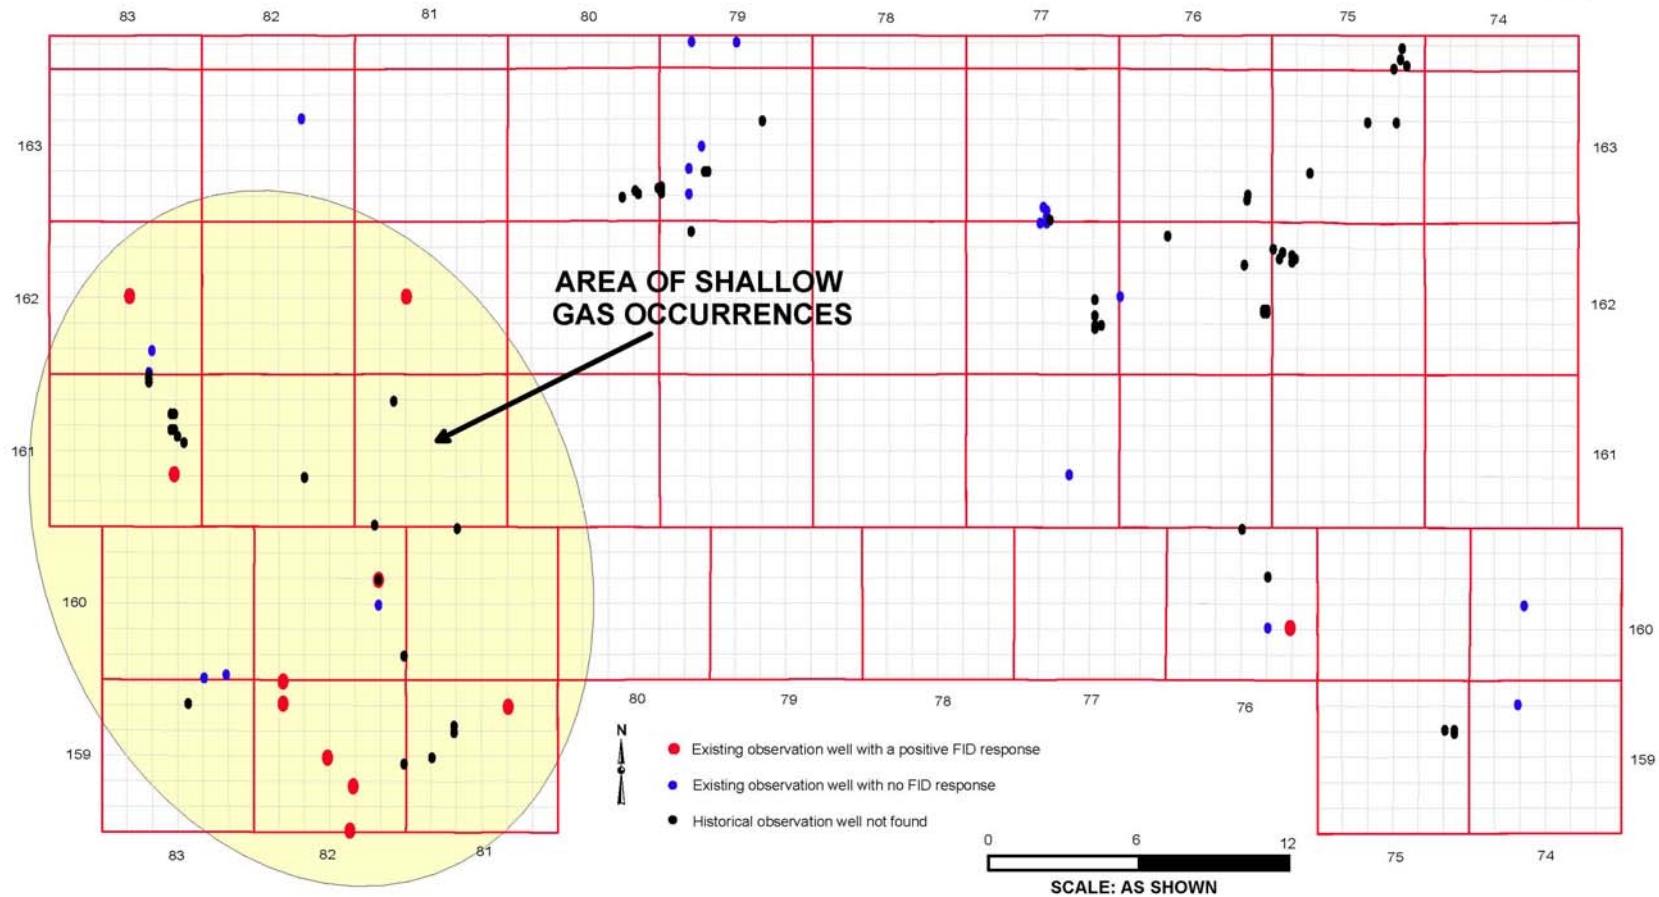 83 82 81 80 79 78 77 76 75 74
163 163
AREA OF SHALLOW
GAS OCCURRENCES
162 162
161 161
160 160
80 79 78 77 76
N
Existing observation well with a positive FID response
159 159
Existing observation well with no FID response
Historical observation well not found
0 6 12
83 82 81 75 74
SCALE: AS SHOWN